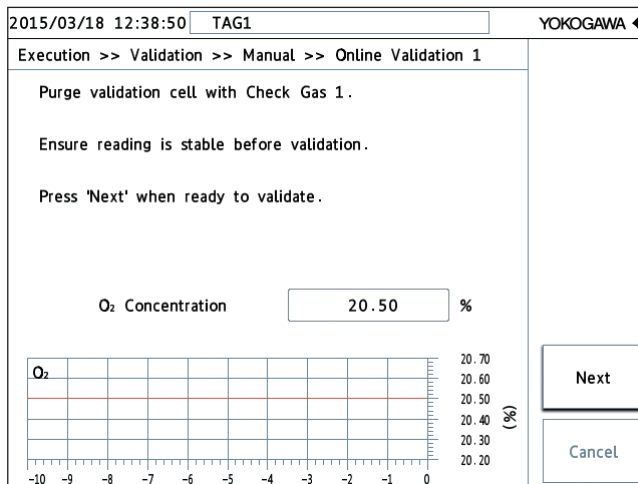 2015/03/18 12:38:50 TAG1 YOKOGAWA
Execution >> Validation >> Manual >> Online Validation 1
Purge validation cell with Check Gas 1.
Ensure reading is stable before validation.
Press 'Next' when ready to validate.
O₂ Concentration 20.50 %
O₂
20.70
20.60
20.50
20.40
20.30
20.20
(%)
-10 -9 -8 -7 -6 -5 -4 -3 -2 -1 0
Next
Cancel